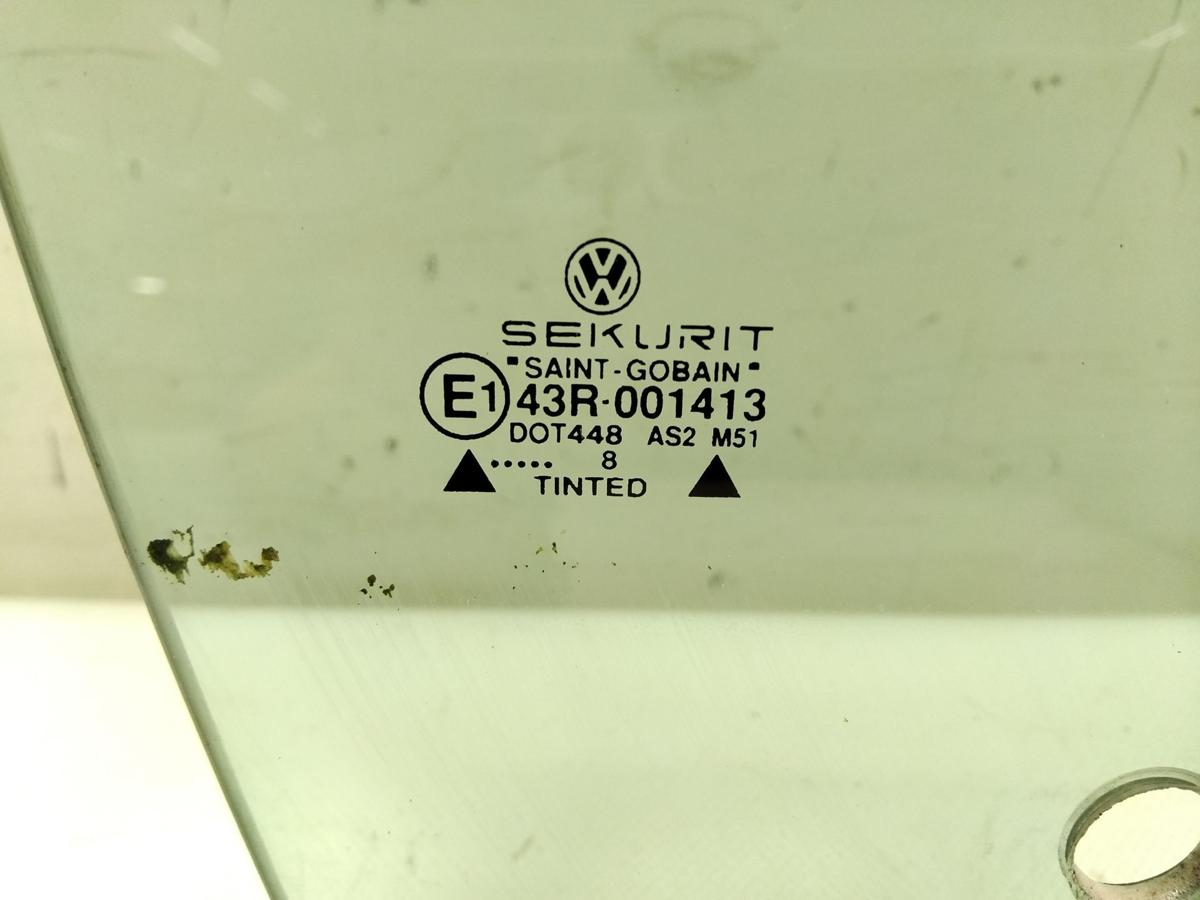 SEKURIT
"SAINT-GOBAIN"
E1 43R-001413
DOT448 AS2 M51
..... 8
TINTED